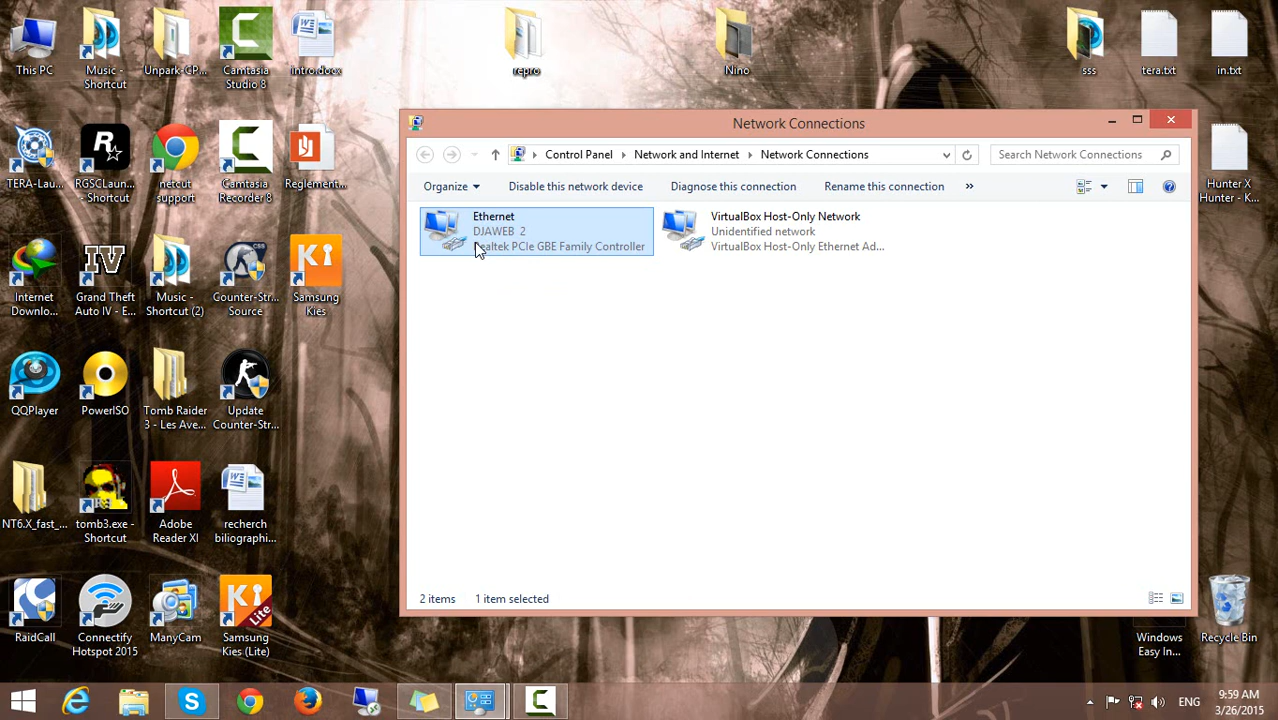 This PC
Music -
Shortcut
Unpark-CP...
Camtasia
Studio 8
intro.docx
repro
Nino
sss
tera.txt
in.txt
TERA-Lau...
RGSCLaun...
- Shortcut
netcut
support
Camtasia
Recorder 8
Reglement...
Hunter X
Hunter - K...
Internet
Downlo...
Grand Theft
Auto IV - E...
Music -
Shortcut (2)
Counter-Str...
Source
Samsung
Kies
QQPlayer
PowerISO
Tomb Raider
3 - Les Ave...
Update
Counter-Str...
NT6.X_fast_...
tomb3.exe -
Shortcut
Adobe
Reader XI
recherch
bibliographi...
RaidCall
Connectify
Hotspot 2015
ManyCam
Samsung
Kies (Lite)
Windows
Easy In...
Recycle Bin
Network Connections
Control Panel
Network and Internet
Network Connections
Search Network Connections
Organize
Disable this network device
Diagnose this connection
Rename this connection
»
Ethernet
DJAWEB 2
Realtek PCIe GBE Family Controller
VirtualBox Host-Only Network
Unidentified network
VirtualBox Host-Only Ethernet Ad...
2 items
1 item selected
ENG
9:59 AM
3/26/2015